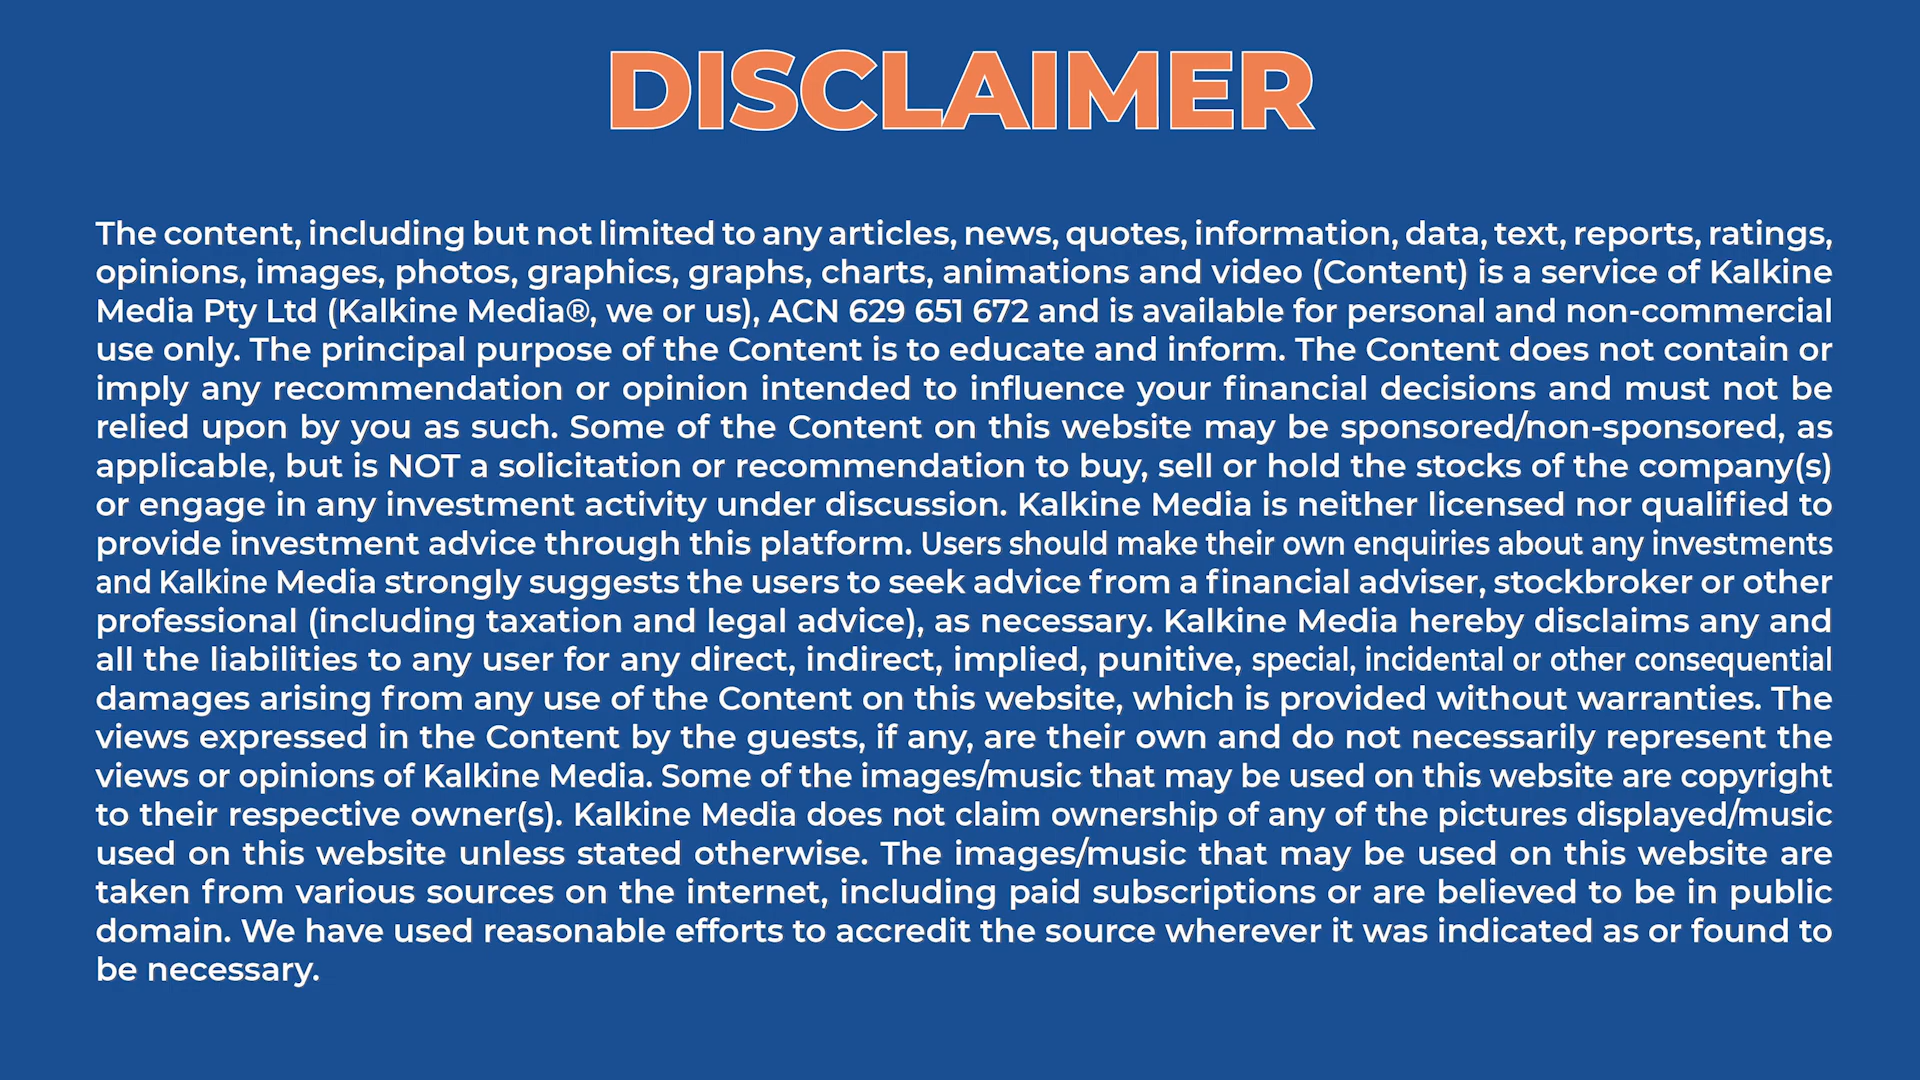 DISCLAIMER
The content, including but not limited to any articles, news, quotes, information, data, text, reports, ratings,
opinions, images, photos, graphics, graphs, charts, animations and video (Content) is a service of Kalkine
Media Pty Ltd (Kalkine Media®, we or us), ACN 629 651 672 and is available for personal and non-commercial
use only. The principal purpose of the Content is to educate and inform. The Content does not contain or
imply any recommendation or opinion intended to influence your financial decisions and must not be
relied upon by you as such. Some of the Content on this website may be sponsored/non-sponsored, as
applicable, but is NOT a solicitation or recommendation to buy, sell or hold the stocks of the company(s)
or engage in any investment activity under discussion. Kalkine Media is neither licensed nor qualified to
provide investment advice through this platform. Users should make their own enquiries about any investments
and Kalkine Media strongly suggests the users to seek advice from a financial adviser, stockbroker or other
professional (including taxation and legal advice), as necessary. Kalkine Media hereby disclaims any and
all the liabilities to any user for any direct, indirect, implied, punitive, special, incidental or other consequential
damages arising from any use of the Content on this website, which is provided without warranties. The
views expressed in the Content by the guests, if any, are their own and do not necessarily represent the
views or opinions of Kalkine Media. Some of the images/music that may be used on this website are copyright
to their respective owner(s). Kalkine Media does not claim ownership of any of the pictures displayed/music
used on this website unless stated otherwise. The images/music that may be used on this website are
taken from various sources on the internet, including paid subscriptions or are believed to be in public
domain. We have used reasonable efforts to accredit the source wherever it was indicated as or found to
be necessary.